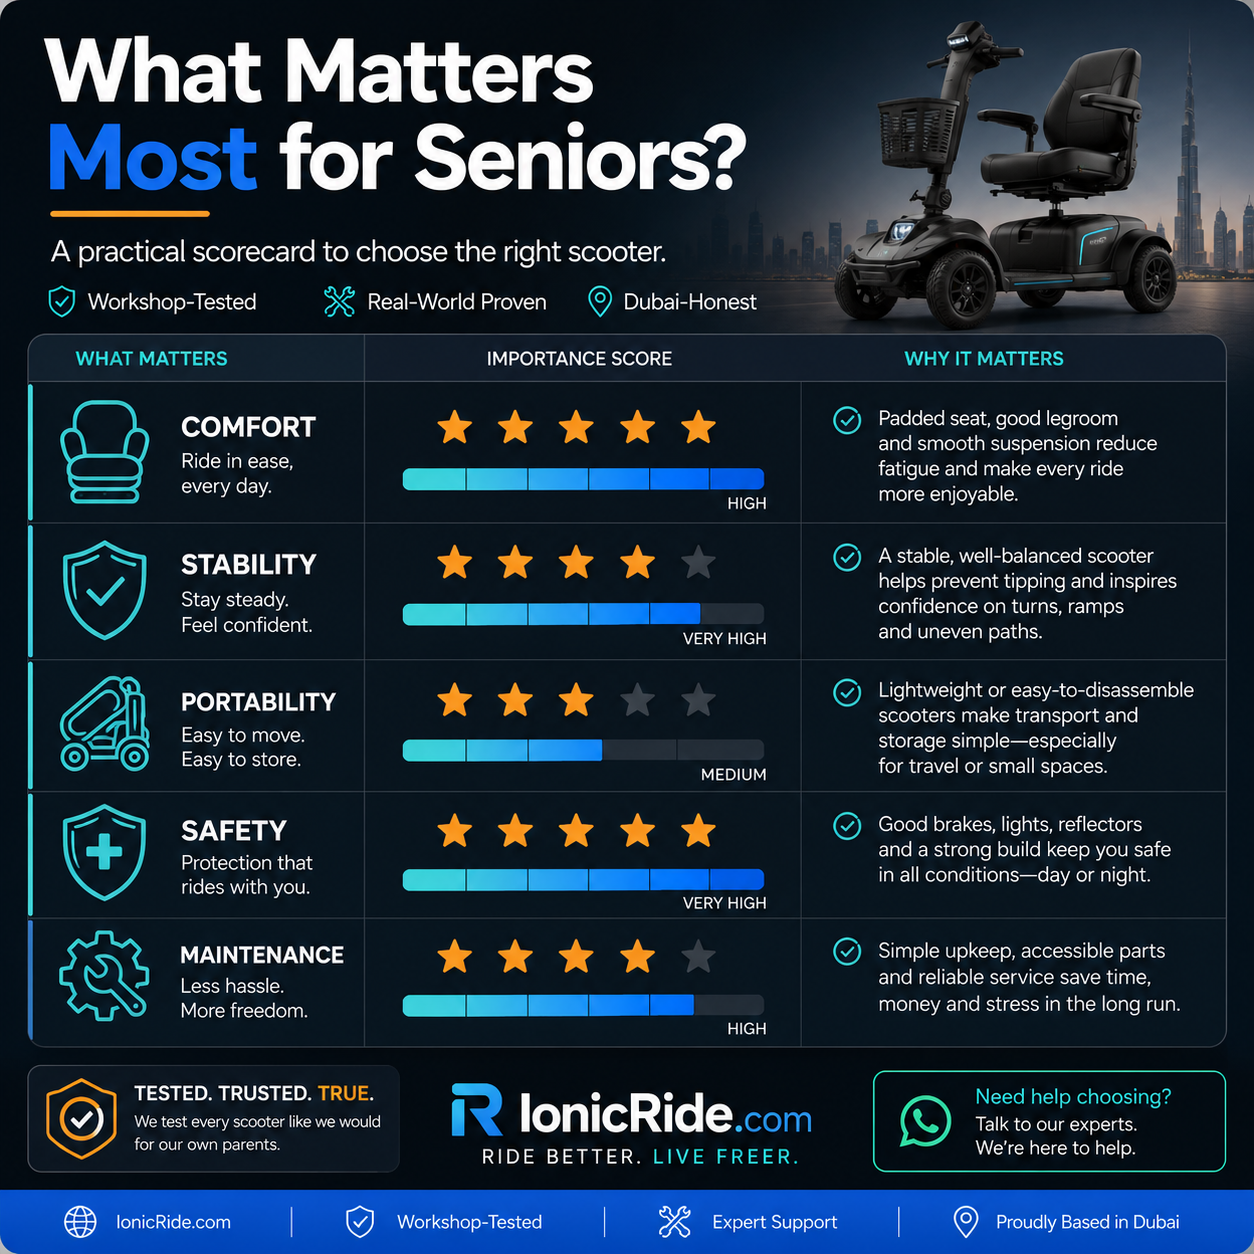 What Matters
Most for Seniors?
A practical scorecard to choose the right scooter.
Workshop-Tested
Real-World Proven
Dubai-Honest
WHAT MATTERS
IMPORTANCE SCORE
WHY IT MATTERS
COMFORT
Ride in ease,
every day.
HIGH
Padded seat, good legroom
and smooth suspension reduce
fatigue and make every ride
more enjoyable.
STABILITY
Stay steady.
Feel confident.
VERY HIGH
A stable, well-balanced scooter
helps prevent tipping and inspires
confidence on turns, ramps
and uneven paths.
PORTABILITY
Easy to move.
Easy to store.
MEDIUM
Lightweight or easy-to-disassemble
scooters make transport and
storage simple—especially
for travel or small spaces.
SAFETY
Protection that
rides with you.
VERY HIGH
Good brakes, lights, reflectors
and a strong build keep you safe
in all conditions—day or night.
MAINTENANCE
Less hassle.
More freedom.
HIGH
Simple upkeep, accessible parts
and reliable service save time,
money and stress in the long run.
TESTED. TRUSTED. TRUE.
We test every scooter like we would
for our own parents.
IonicRide.com
RIDE BETTER. LIVE FREER.
Need help choosing?
Talk to our experts.
We're here to help.
IonicRide.com
Workshop-Tested
Expert Support
Proudly Based in Dubai